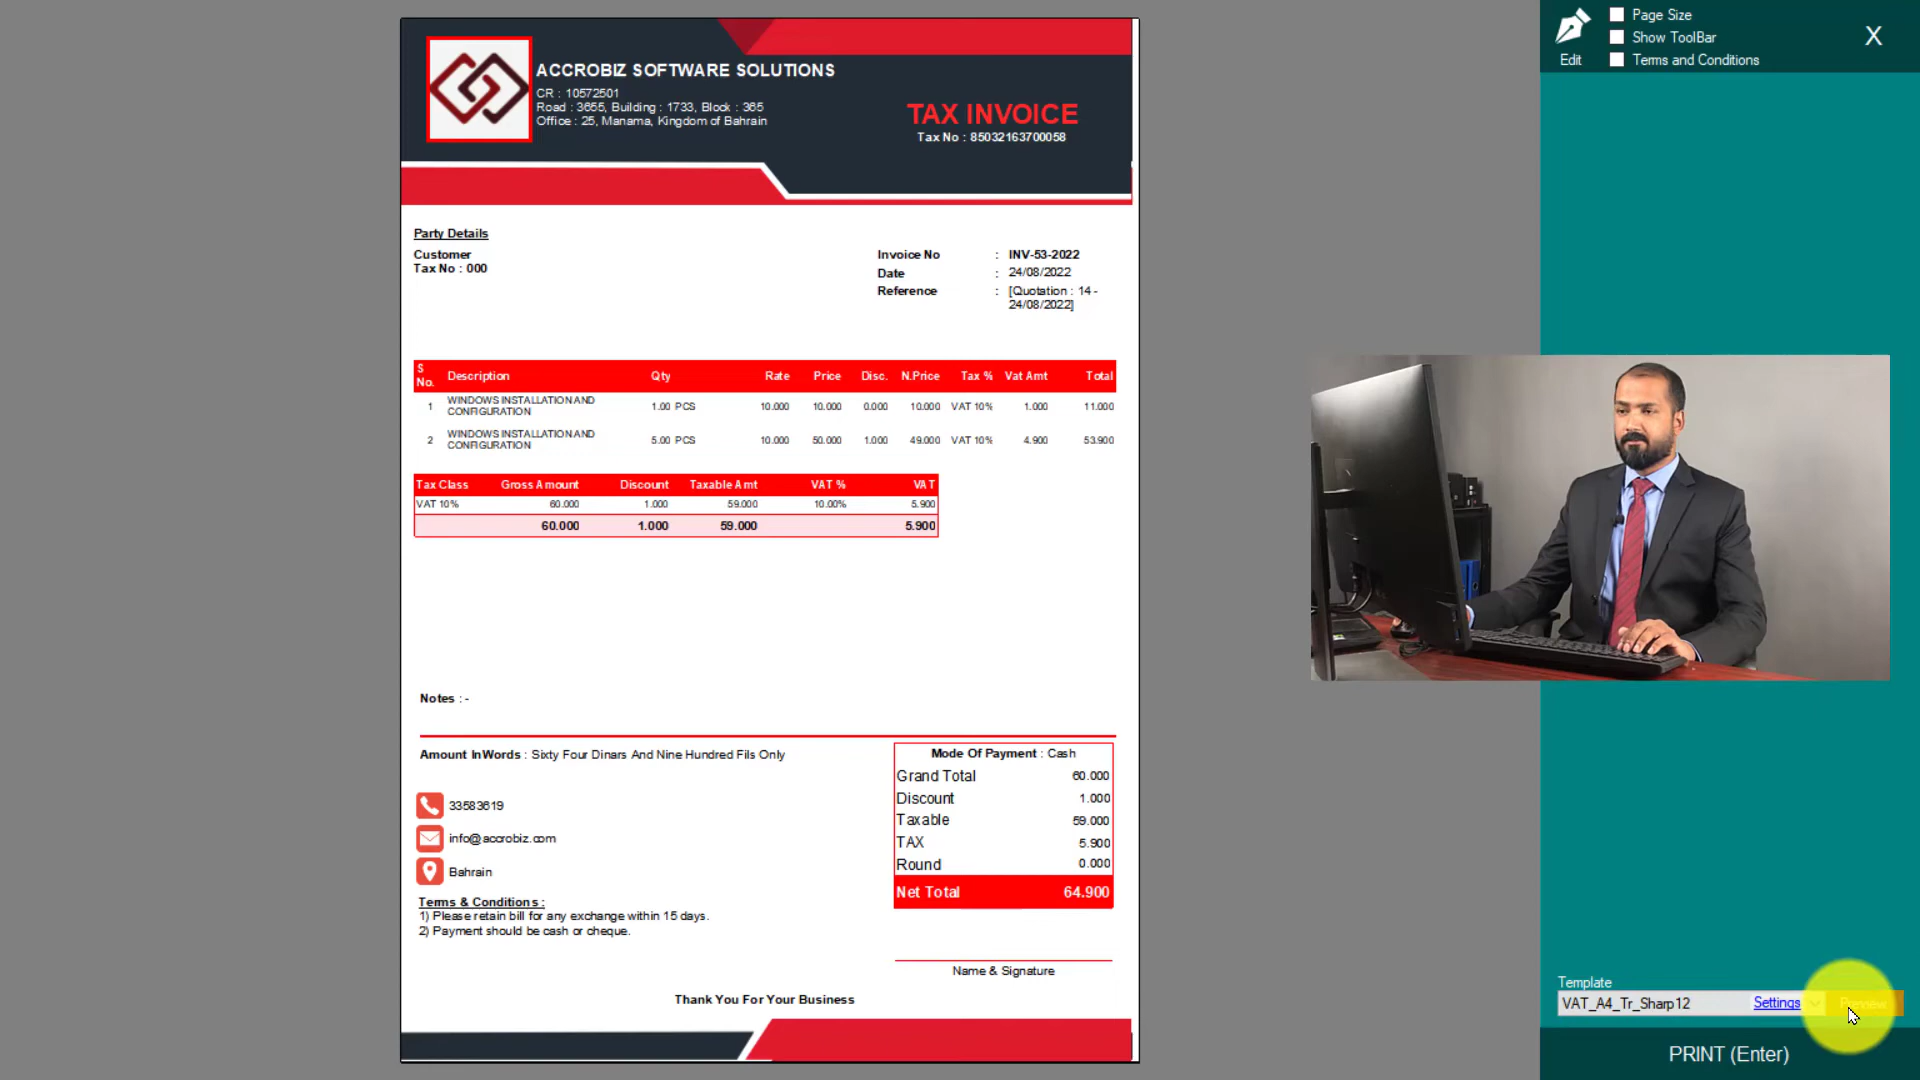 ACCROBIZ SOFTWARE SOLUTIONS
CR : 10572501
Road : 3655, Building : 1733, Block : 365
Office : 25, Manama, Kingdom of Bahrain
TAX INVOICE
Tax No : 85032163700058
Party Details
Customer
Tax No : 000
Invoice No : INV-53-2022
Date : 24/08/2022
Reference : [Quotation : 14 -
24/08/2022]
S No. Description Qty Rate Price Disc. N.Price Tax % Vat Amt Total
1 WINDOWS INSTALLATION AND CONFIGURATION 1.00 PCS 10.000 10.000 0.000 10.000 VAT 10% 1.000 11.000
2 WINDOWS INSTALLATION AND CONFIGURATION 5.00 PCS 10.000 50.000 1.000 49.000 VAT 10% 4.900 53.900
Tax Class Gross Amount Discount Taxable Amt VAT % VAT
VAT 10% 60.000 1.000 59.000 10.00% 5.900
60.000 1.000 59.000 5.900
Notes : -
Amount In Words : Sixty Four Dinars And Nine Hundred Fils Only
33583619
info@accrobiz.com
Bahrain
Terms & Conditions :
1) Please retain bill for any exchange within 15 days.
2) Payment should be cash or cheque.
Mode Of Payment : Cash
Grand Total 60.000
Discount 1.000
Taxable 59.000
TAX 5.900
Round 0.000
Net Total 64.900
Name & Signature
Thank You For Your Business
Edit
Page Size
Show ToolBar
Terms and Conditions
X
Template
VAT_A4_Tr_Sharp12 Settings Preview
PRINT (Enter)